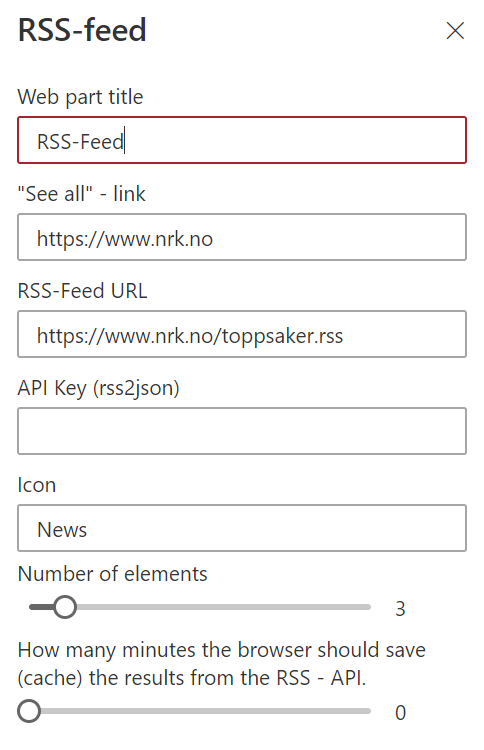 RSS-feed
Web part title
RSS-Feed
"See all" - link
https://www.nrk.no
RSS-Feed URL
https://www.nrk.no/toppsaker.rss
API Key (rss2json)
Icon
News
Number of elements
3
How many minutes the browser should save
(cache) the results from the RSS - API.
0